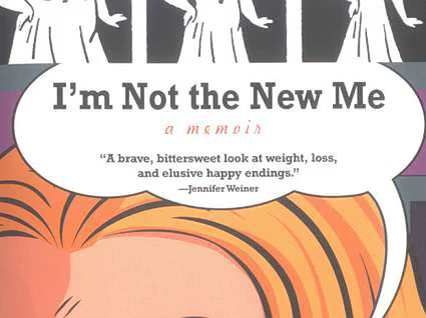 I'm Not the New Me
a memoir
“A brave, bittersweet look at weight, loss,
and elusive happy endings.”
—Jennifer Weiner